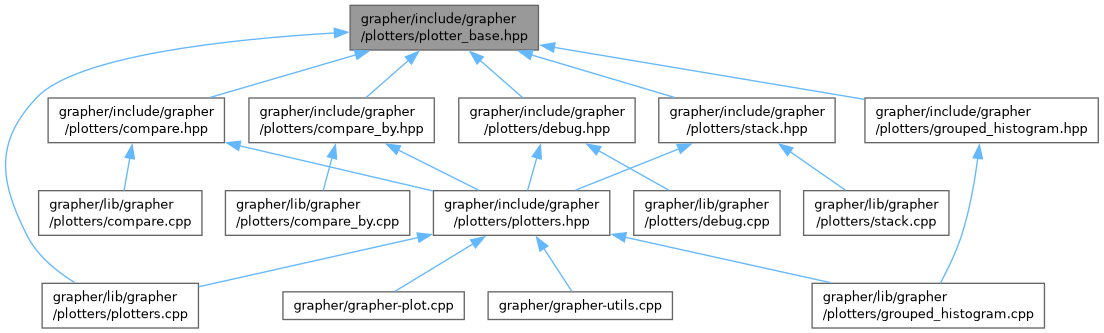 grapher/include/grapher
/plotters/plotter_base.hpp
grapher/include/grapher
/plotters/compare.hpp
grapher/include/grapher
/plotters/compare_by.hpp
grapher/include/grapher
/plotters/debug.hpp
grapher/include/grapher
/plotters/stack.hpp
grapher/include/grapher
/plotters/grouped_histogram.hpp
grapher/lib/grapher
/plotters/compare.cpp
grapher/lib/grapher
/plotters/compare_by.cpp
grapher/include/grapher
/plotters/plotters.hpp
grapher/lib/grapher
/plotters/debug.cpp
grapher/lib/grapher
/plotters/stack.cpp
grapher/lib/grapher
/plotters/plotters.cpp
grapher/grapher-plot.cpp
grapher/grapher-utils.cpp
grapher/lib/grapher
/plotters/grouped_histogram.cpp